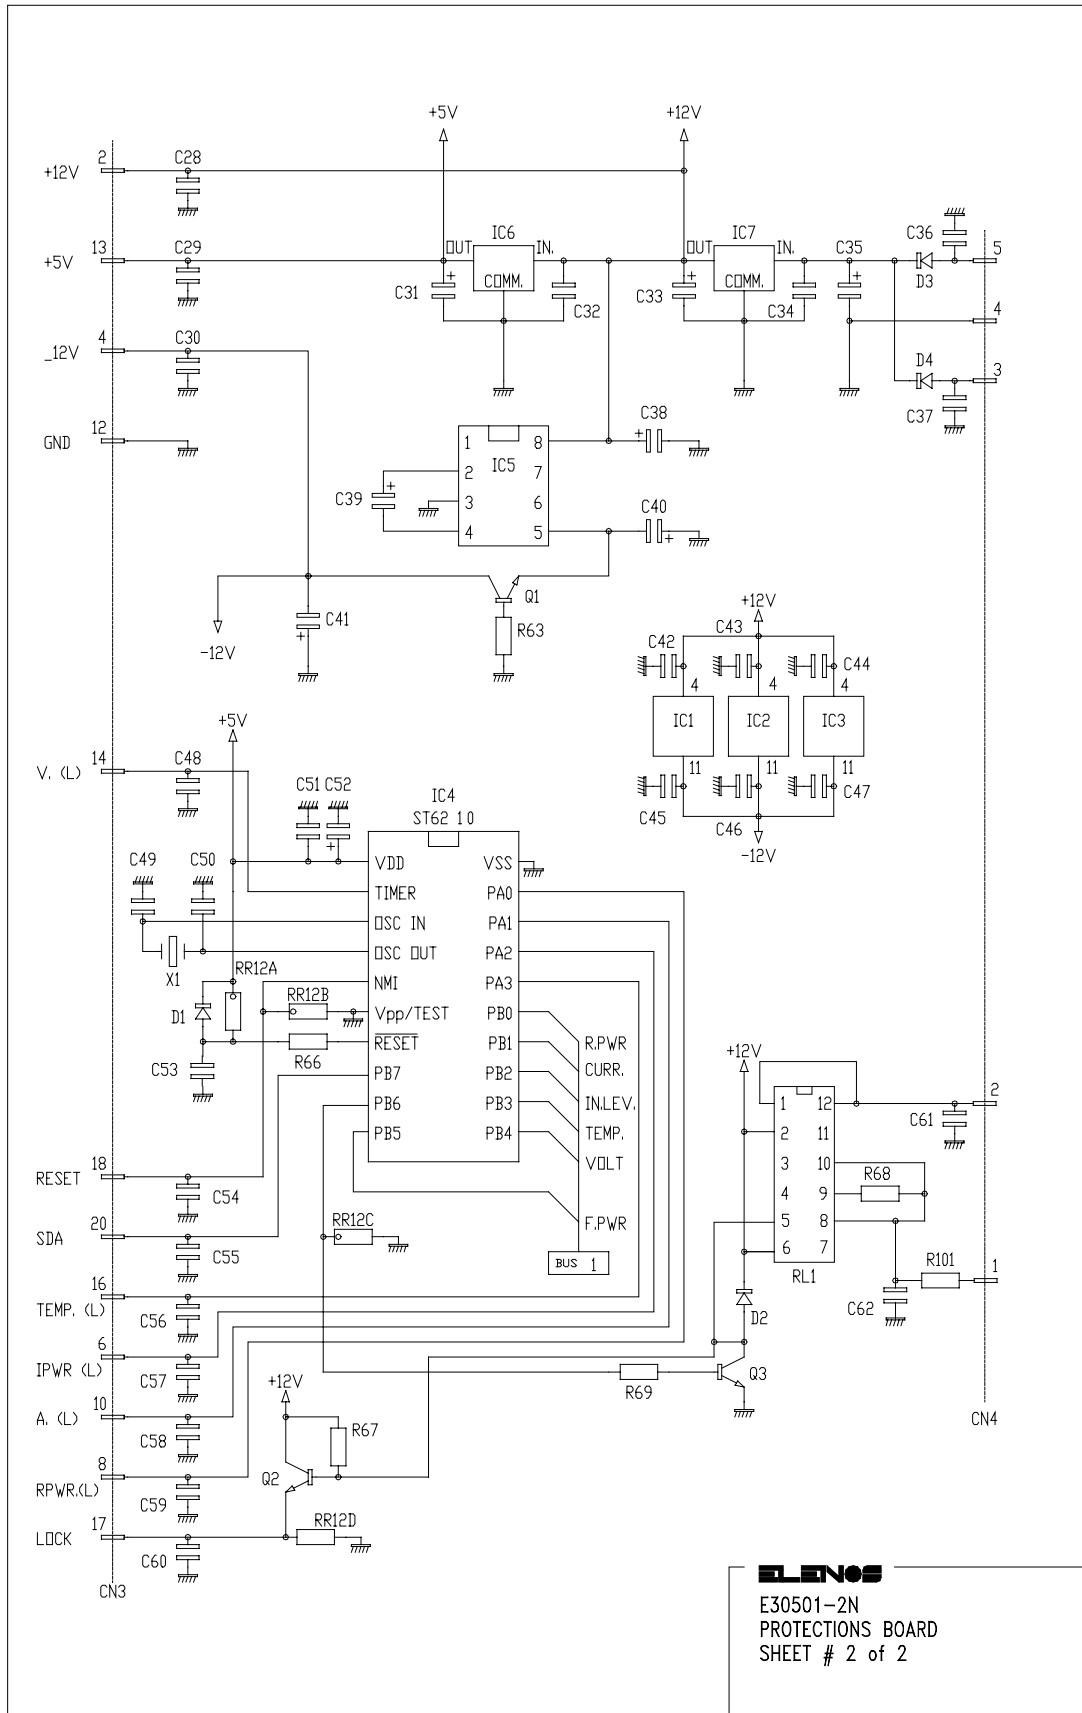 +5V
+12V
2
C28
+12V
IC6
IC7
C36
13
C29
OUT
IN.
OUT
IN.
C35
5
+5V
COMM.
COMM.
D3
C31
C32
C33
C34
4
4
C30
_12V
D4
3
C37
12
GND
C38
1
8
IC5
2
7
C39
3
6
C40
4
5
Q1
C41
R63
-12V
+12V
C42
C43
C44
4
4
4
IC1
IC2
IC3
11
11
11
C45
C46
C47
-12V
+5V
14
C48
V. (L)
C51
C52
IC4
ST62 10
C49
C50
VDD
VSS
TIMER
PA0
OSC IN
PA1
OSC OUT
PA2
X1
RR12A
NMI
PA3
RR12B
D1
Vpp/TEST
PB0
RESET
PB1
R66
C53
PB7
PB2
PB6
PB3
PB5
PB4
R.PWR
CURR.
IN.LEV.
TEMP.
VOLT
F.PWR
BUS 1
+12V
1
12
2
11
3
10
4
9
5
8
6
7
RL1
R68
2
C61
R101
1
C62
D2
18
RESET
C54
RR12C
20
SDA
C55
16
TEMP. (L)
C56
6
IPWR (L)
C57
R69
Q3
+12V
10
A. (L)
C58
R67
CN4
8
Q2
RPWR.(L)
C59
17
RR12D
LOCK
C60
CN3
ELENOS
E30501-2N
PROTECTIONS BOARD
SHEET # 2 of 2